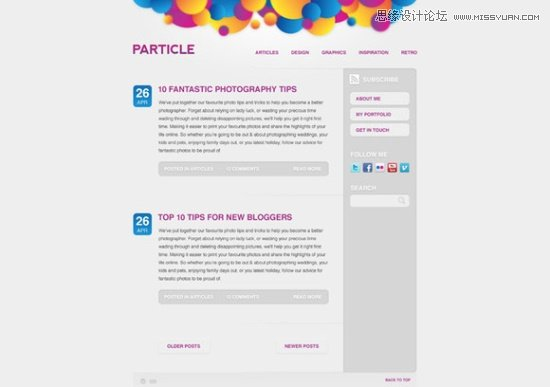 思缘设计论坛 WWW.MISSYUAN.COM
PARTICLE
ARTICLES DESIGN GRAPHICS INSPIRATION RETRO
26
APR
10 FANTASTIC PHOTOGRAPHY TIPS
We've put together our favourite photo tips and tricks to help you become a better
photographer. Forget about relying on lady luck, or wasting your precious time
wading through and deleting disappointing pictures, we'll help you get it right first
time. Making it easier to print your favourite photos and share the highlights of your
life online. So whether you're going to be out & about photographing weddings, your
kids and pets, enjoying family days out, or you latest holiday, follow our advice for
fantastic photos to be proud of.
POSTED IN ARTICLES 0 COMMENTS READ MORE
26
APR
TOP 10 TIPS FOR NEW BLOGGERS
We've put together our favourite photo tips and tricks to help you become a better
photographer. Forget about relying on lady luck, or wasting your precious time
wading through and deleting disappointing pictures, we'll help you get it right first
time. Making it easier to print your favourite photos and share the highlights of your
life online. So whether you're going to be out & about photographing weddings, your
kids and pets, enjoying family days out, or you latest holiday, follow our advice for
fantastic photos to be proud of.
POSTED IN ARTICLES 0 COMMENTS READ MORE
OLDER POSTS NEWER POSTS
SUBSCRIBE
ABOUT ME
MY PORTFOLIO
GET IN TOUCH
FOLLOW ME
SEARCH
BACK TO TOP